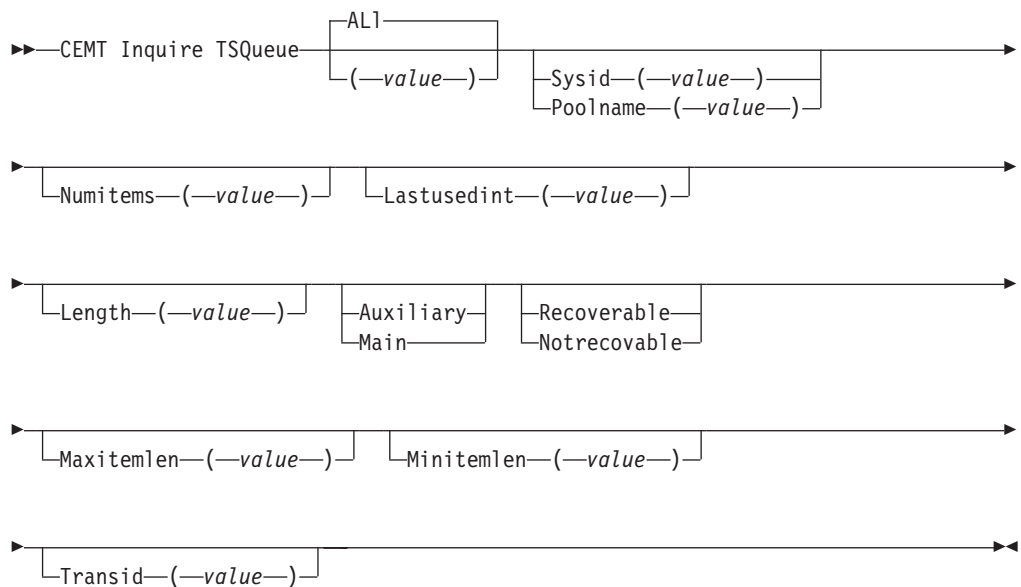 ALl
CEMT Inquire TSQueue
(value)
Sysid (value)
Poolname (value)
Numitems (value) Lastusedint (value)
Length (value) Auxiliary Recoverable
Main Notrecovable
Maxitemlen (value) Minitemlen (value)
Transid (value)